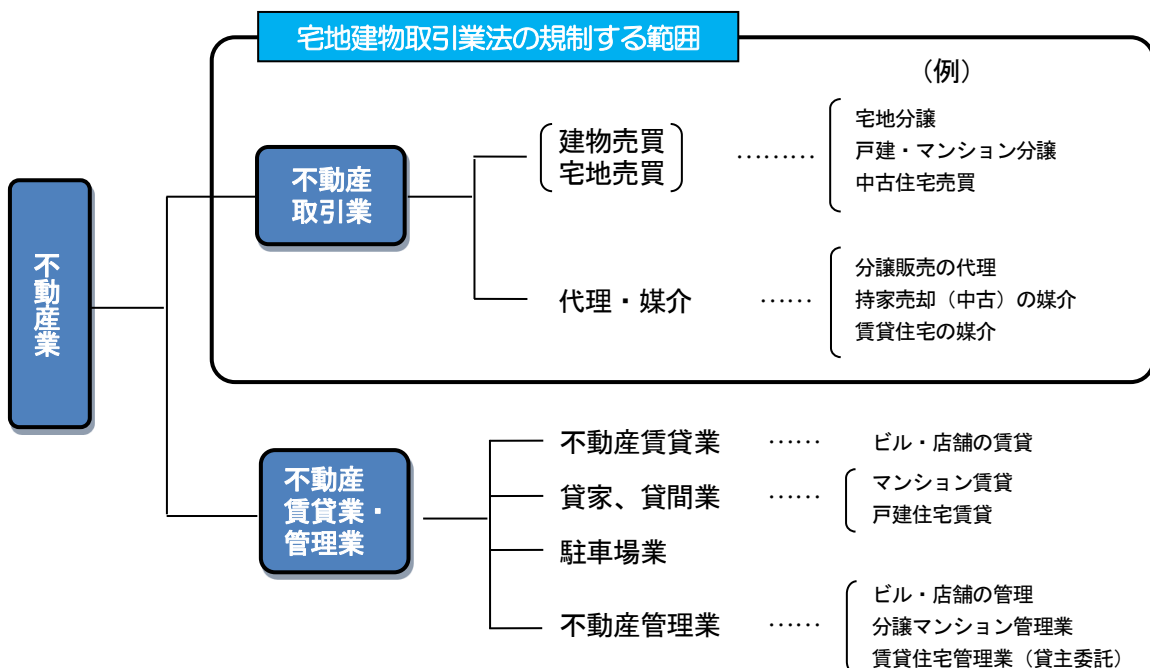 宅地建物取引業法の規制する範囲
（例）
不動産業
不動産
取引業
建物売買
宅地売買
………
宅地分譲
戸建・マンション分譲
中古住宅売買
代理・媒介
……
分譲販売の代理
持家売却（中古）の媒介
賃貸住宅の媒介
不動産
賃貸業・
管理業
不動産賃貸業
……
ビル・店舗の賃貸
貸家、貸間業
……
マンション賃貸
戸建住宅賃貸
駐車場業
不動産管理業
……
ビル・店舗の管理
分譲マンション管理業
賃貸住宅管理業（貸主委託）